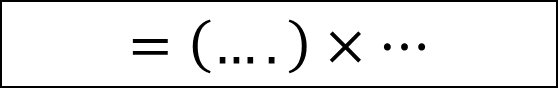 = (… .) × ⋯